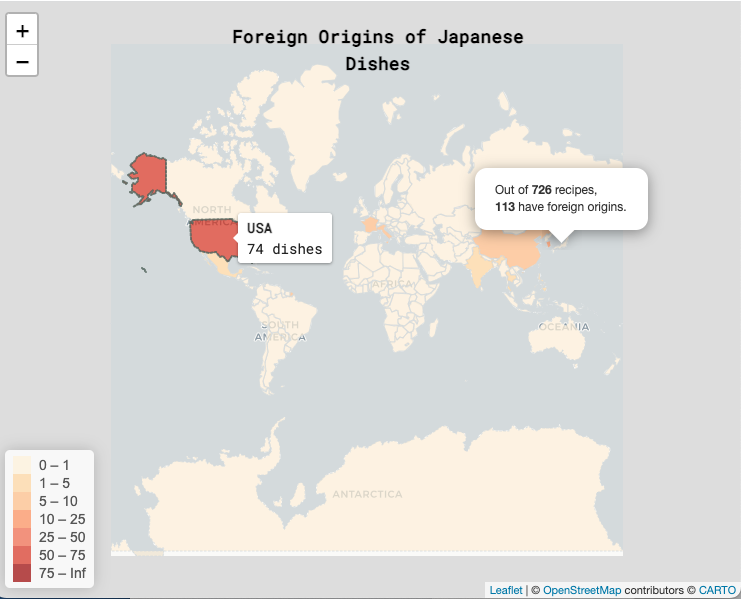 +
−
Foreign Origins of Japanese
Dishes
Out of 726 recipes,
113 have foreign origins.
NORTH
AMERICA
USA
74 dishes
AFRICA
SOUTH
AMERICA
OCEANIA
ANTARCTICA
0 – 1
1 – 5
5 – 10
10 – 25
25 – 50
50 – 75
75 – Inf
Leaflet | © OpenStreetMap contributors © CARTO